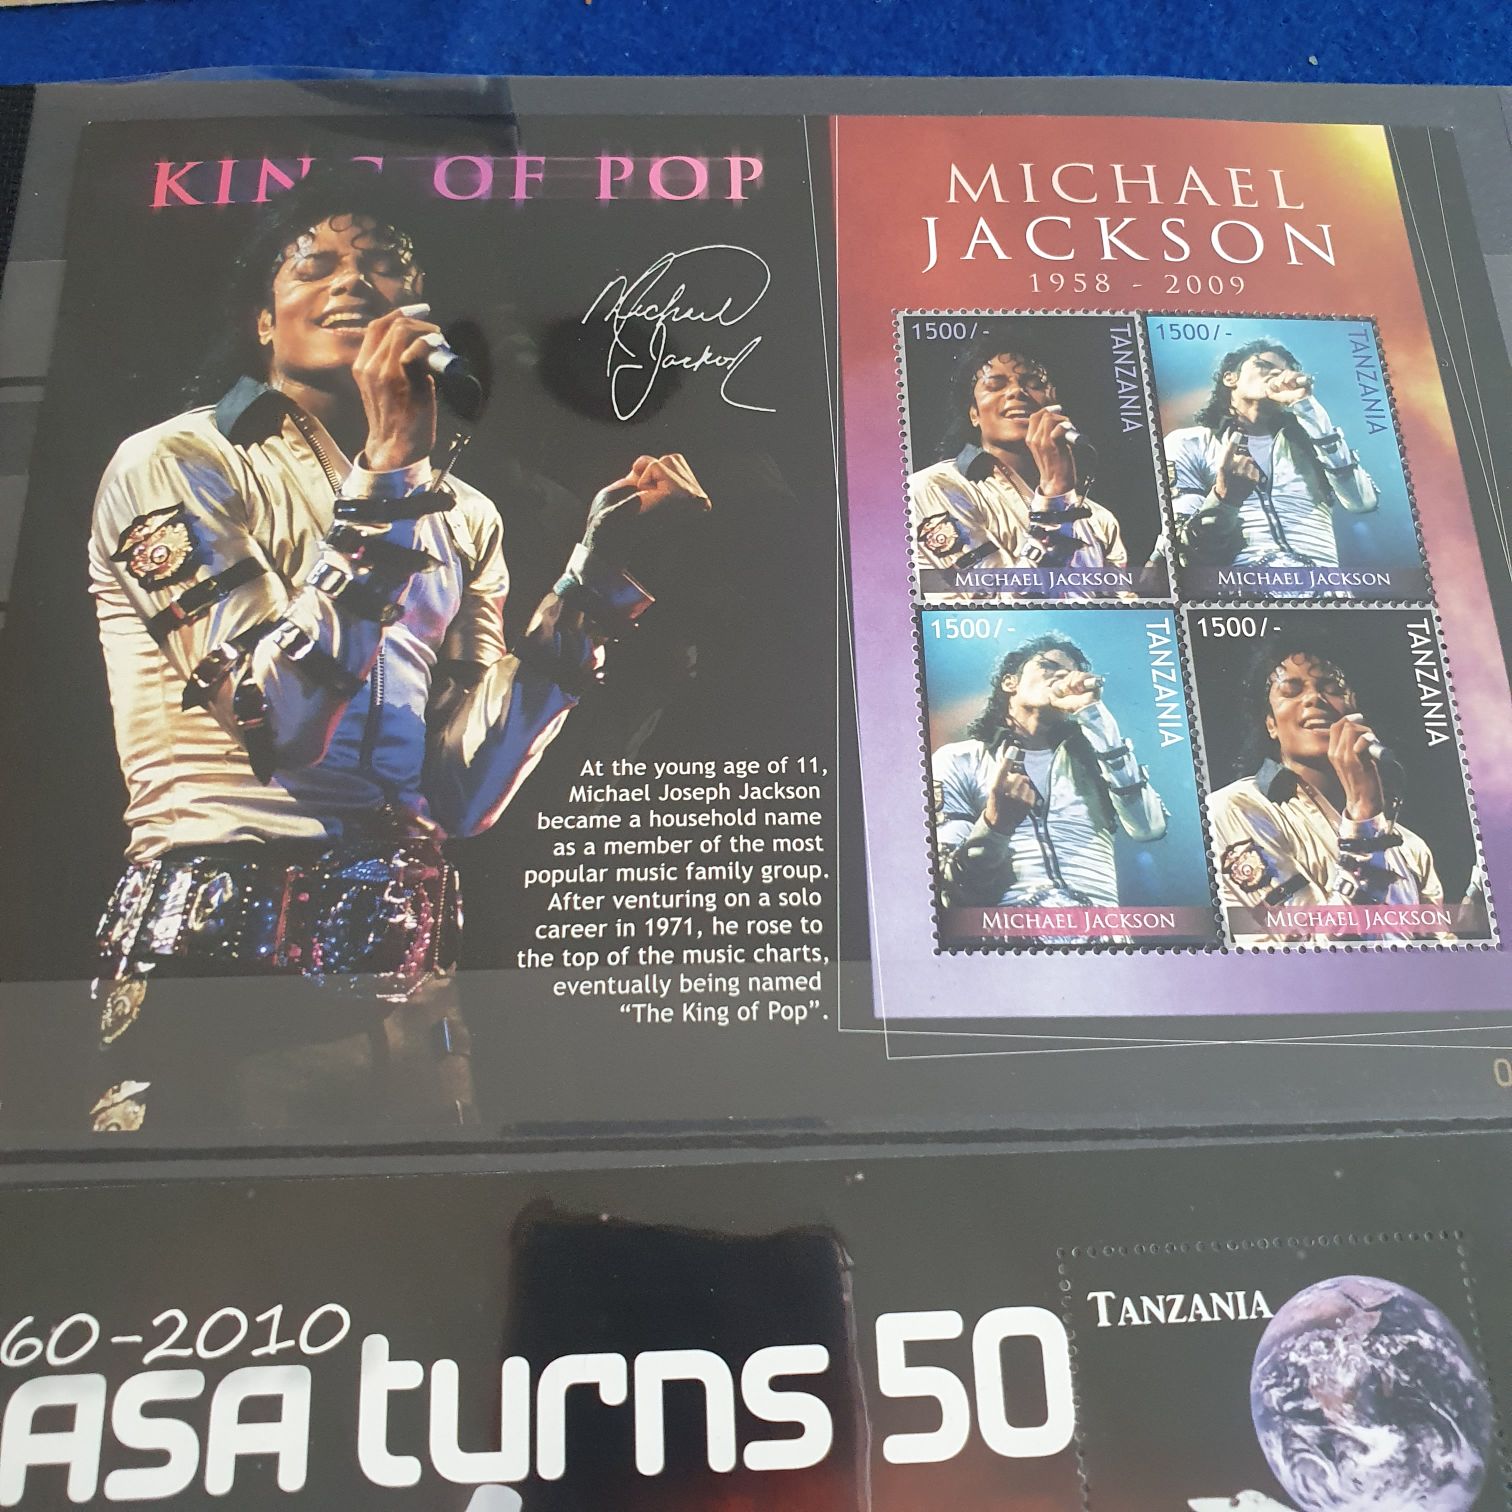 KING OF POP
Michael
Jackson
At the young age of 11,
Michael Joseph Jackson
became a household name
as a member of the most
popular music family group.
After venturing on a solo
career in 1971, he rose to
the top of the music charts,
eventually being named
“The King of Pop”.
MICHAEL
JACKSON
1958 - 2009
1500/-
TANZANIA
MICHAEL JACKSON
1500/-
TANZANIA
MICHAEL JACKSON
1500/-
TANZANIA
MICHAEL JACKSON
1500/-
TANZANIA
MICHAEL JACKSON
60-2010
ASA turns 50
TANZANIA